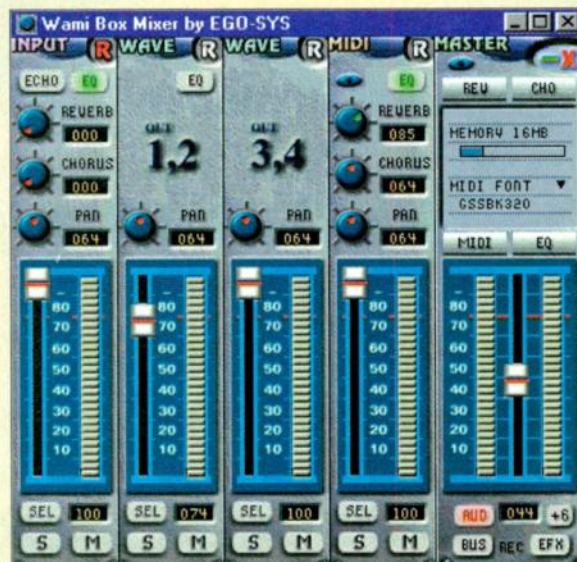 Wami Box Mixer by EGO-SYS
INPUT R
WAVE R
WAVE R
MIDI R
MASTER X
ECHO EQ
EQ
EQ
REV CHO
REVERB
000
CHORUS
000
PAN
064
OUT
1,2
PAN
064
OUT
3,4
PAN
064
REVERB
085
CHORUS
064
PAN
064
MEMORY 16MB
MIDI FONT
GSSBK320
MIDI EQ
80
70
60
50
40
30
20
10
80
70
60
50
40
30
20
10
80
70
60
50
40
30
20
10
80
70
60
50
40
30
20
10
80
70
60
50
40
30
20
10
SEL 100
S M
SEL 074
S M
SEL 100
S M
SEL 100
S M
AUD 044 +6
BUS REC EFX